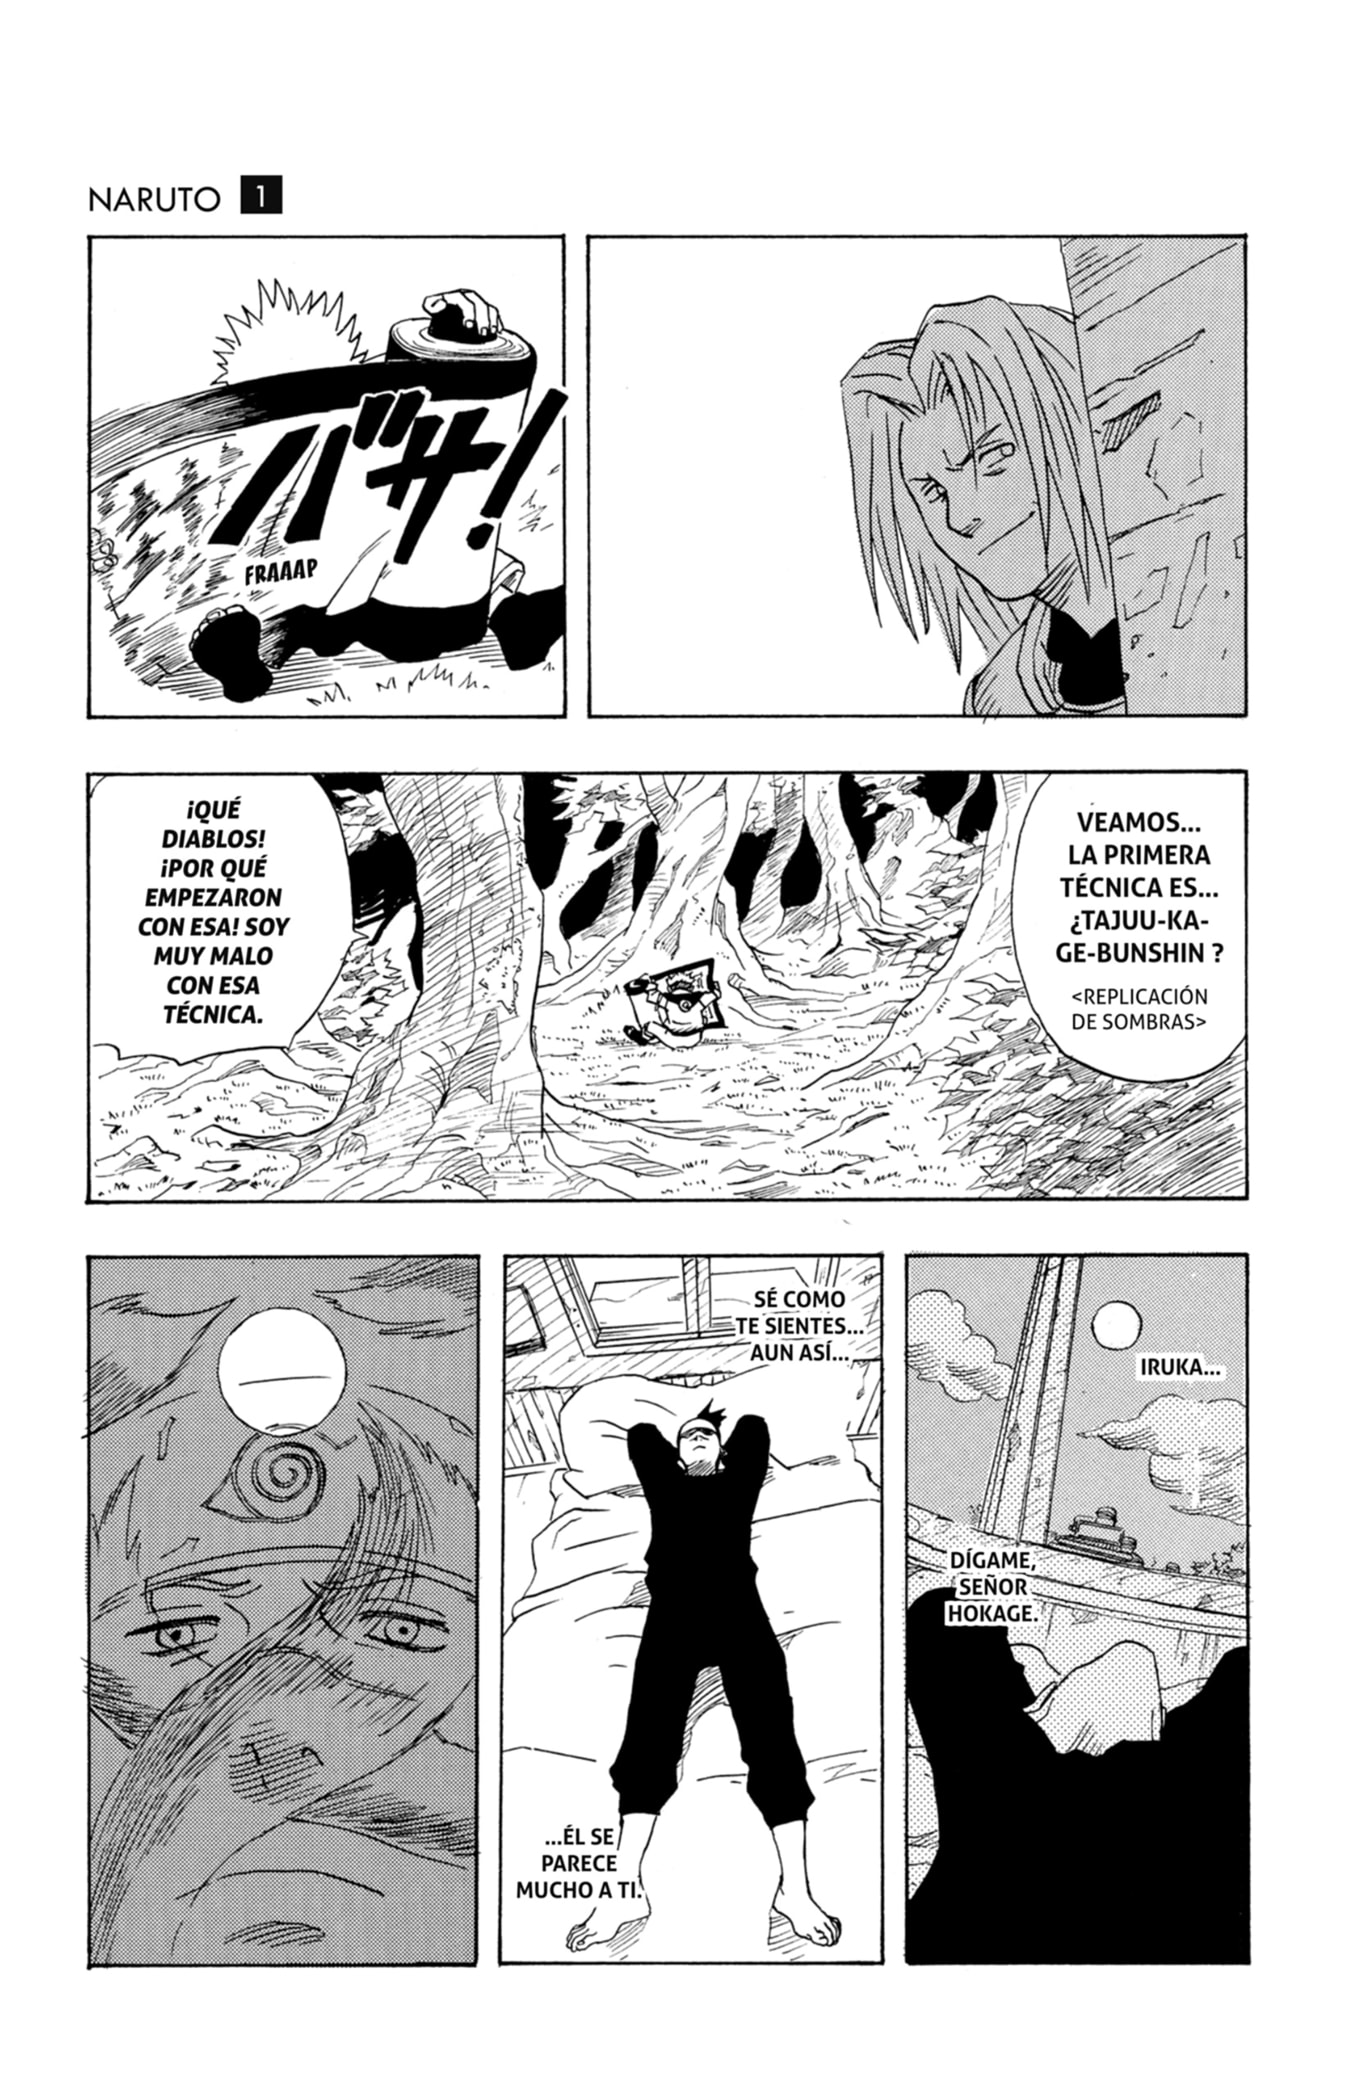 NARUTO 1
バサ!
FRAAAP
VEAMOS...
LA PRIMERA
TÉCNICA ES...
¿TAJUU-KA-
GE-BUNSHIN ?
<REPLICACIÓN
DE SOMBRAS>
¡QUÉ
DIABLOS!
¡POR QUÉ
EMPEZARON
CON ESA! SOY
MUY MALO
CON ESA
TÉCNICA.
IRUKA...
DÍGAME,
SEÑOR
HOKAGE.
SÉ COMO
TE SIENTES...
AUN ASÍ...
...ÉL SE
PARECE
MUCHO A TI.